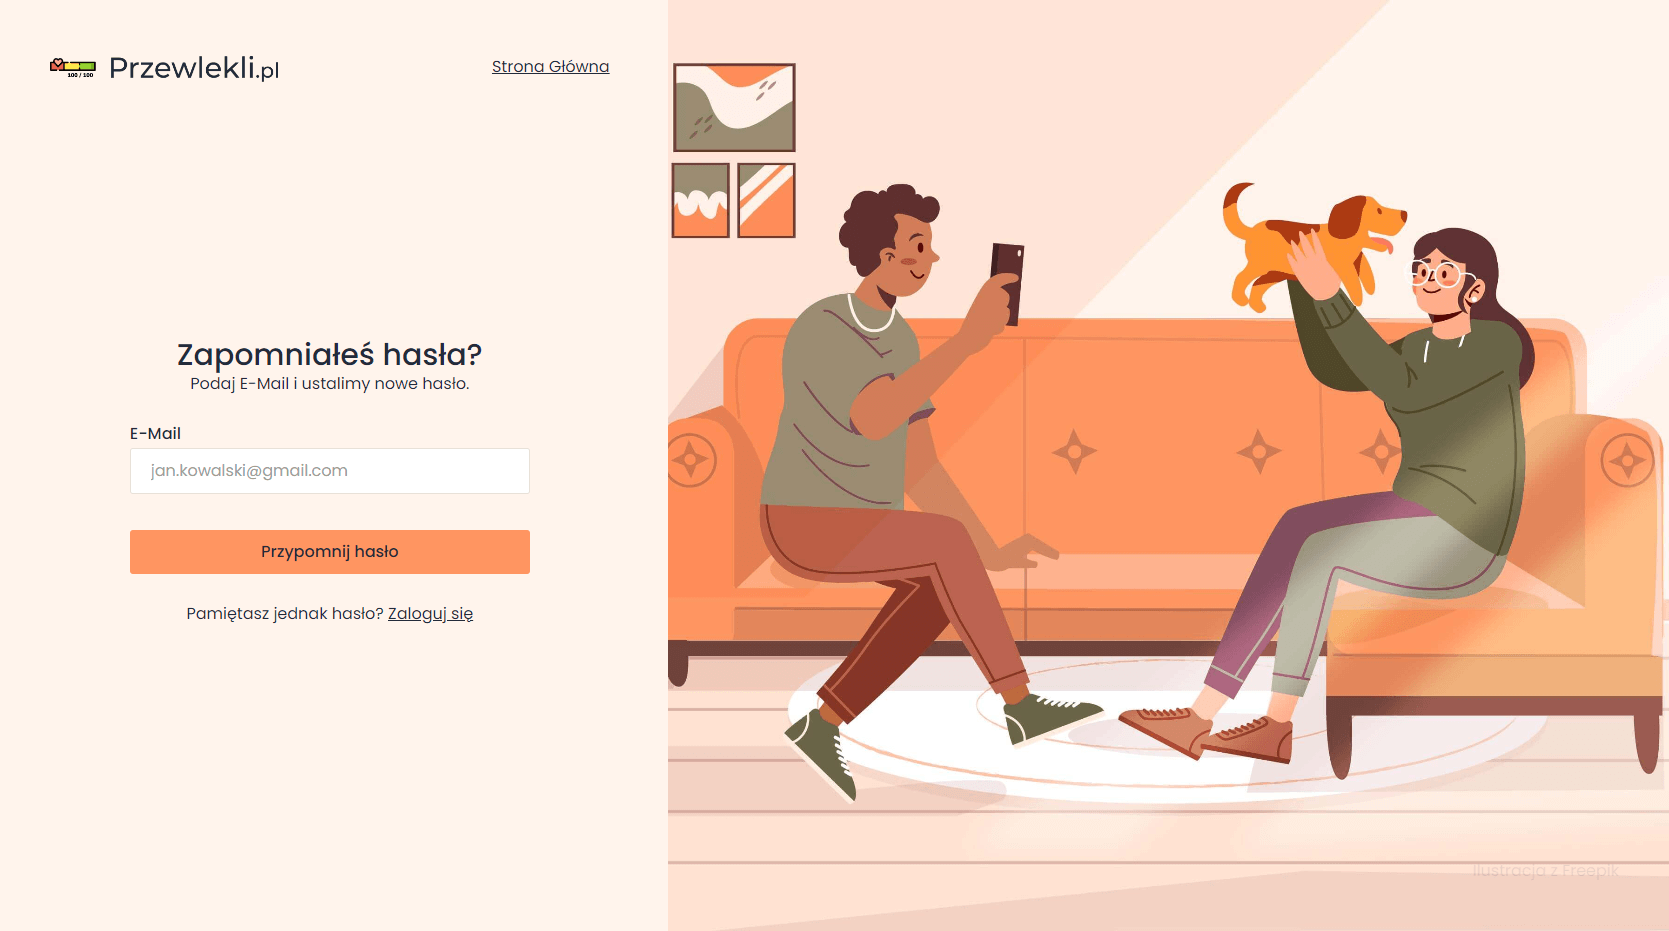 100 / 100
Przewlekli.pl
Strona Główna
Zapomniałeś hasła?
Podaj E-Mail i ustalimy nowe hasło.
E-Mail
jan.kowalski@gmail.com
Przypomnij hasło
Pamiętasz jednak hasło? Zaloguj się
Ilustracja z Freepik